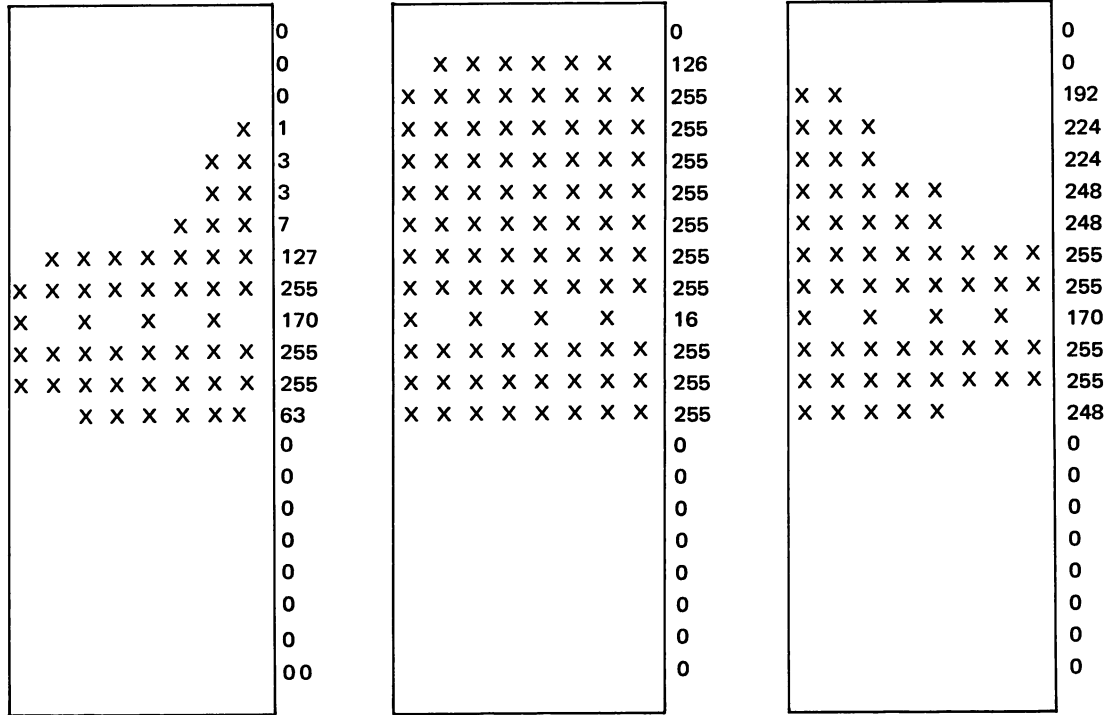 0
0
0
X 1
X X 3
X X 3
X X X 7
X X X X X X X 127
X X X X X X X X 255
X X X X 170
X X X X X X X X 255
X X X X X X X X 255
X X X X X X 63
0
0
0
0
0
0
0
00
0
X X X X X X 126
X X X X X X X X 255
X X X X X X X X 255
X X X X X X X X 255
X X X X X X X X 255
X X X X X X X X 255
X X X X X X X X 255
X X X X X X X X 255
X X X X 16
X X X X X X X X 255
X X X X X X X X 255
X X X X X X X X 255
0
0
0
0
0
0
0
0
0
0
X X 192
X X X 224
X X X 224
X X X X X 248
X X X X X 248
X X X X X X X X 255
X X X X X X X X 255
X X X X 170
X X X X X X X X 255
X X X X X X X X 255
X X X X X 248
0
0
0
0
0
0
0
0